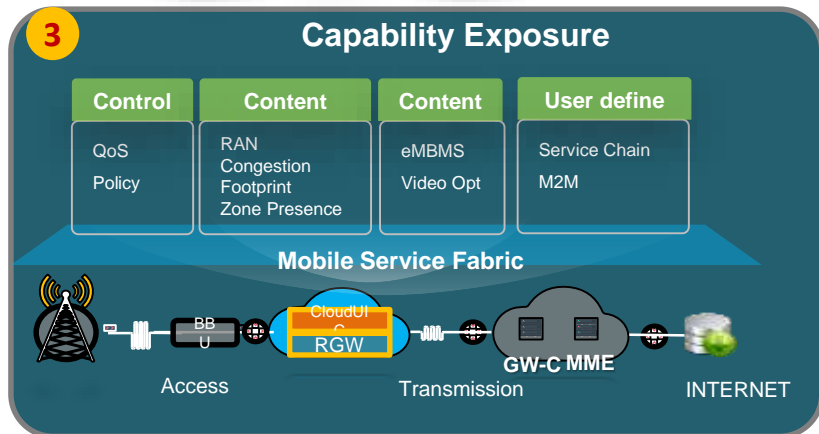 3
Capability Exposure
Control
Content
Content
User define
QoS
Policy
RAN
Congestion
Footprint
Zone Presence
eMBMS
Video Opt
Service Chain
M2M
Mobile Service Fabric
BB
U
CloudUI
C
RGW
GW-C
MME
Access
Transmission
INTERNET